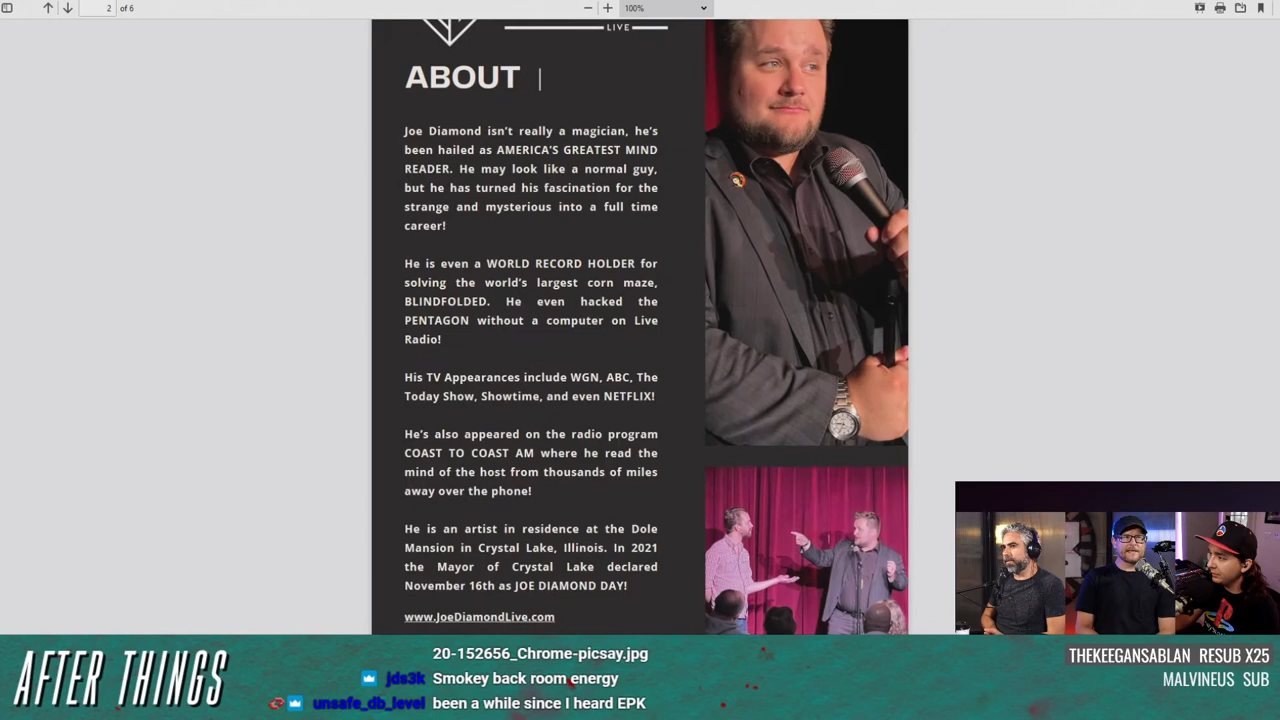 2 of 6
100%
LIVE
ABOUT |
Joe Diamond isn't really a magician, he's
been hailed as AMERICA'S GREATEST MIND
READER. He may look like a normal guy,
but he has turned his fascination for the
strange and mysterious into a full time
career!
He is even a WORLD RECORD HOLDER for
solving the world's largest corn maze,
BLINDFOLDED. He even hacked the
PENTAGON without a computer on Live
Radio!
His TV Appearances include WGN, ABC, The
Today Show, Showtime, and even NETFLIX!
He's also appeared on the radio program
COAST TO COAST AM where he read the
mind of the host from thousands of miles
away over the phone!
He is an artist in residence at the Dole
Mansion in Crystal Lake, Illinois. In 2021
the Mayor of Crystal Lake declared
November 16th as JOE DIAMOND DAY!
www.JoeDiamondLive.com
AFTER THINGS
20-152656_Chrome-picsay.jpg
jds3k Smokey back room energy
unsafe_db_level been a while since I heard EPK
THEKEEGANSABLAN RESUB X25
MALVINEUS SUB